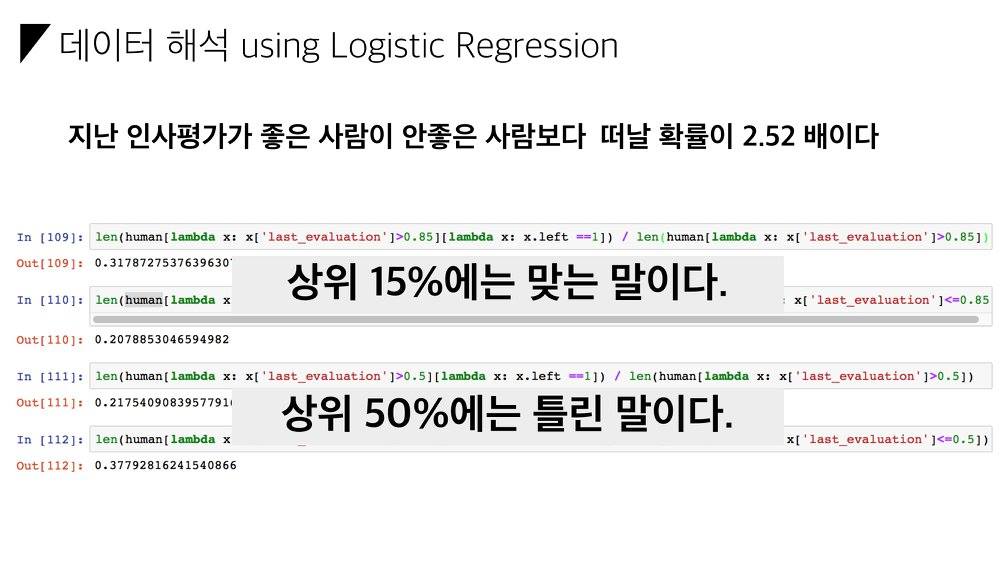 데이터 해석 using Logistic Regression
지난 인사평가가 좋은 사람이 안좋은 사람보다 떠날 확률이 2.52 배이다
In [109]: len(human[lambda x: x['last_evaluation']>0.85][lambda x: x.left ==1]) / len(human[lambda x: x['last_evaluation']>0.85])
Out[109]: 0.3178727537639630
상위 15%에는 맞는 말이다.
In [110]: len(human[lambda x x['last_evaluation']<=0.85
Out[110]: 0.2078853046594982
In [111]: len(human[lambda x: x['last_evaluation']>0.5][lambda x: x.left ==1]) / len(human[lambda x: x['last_evaluation']>0.5])
Out[111]: 0.217540908395779
상위 50%에는 틀린 말이다.
In [112]: len(human[lambda x x['last_evaluation']<=0.5])
Out[112]: 0.37792816241540866